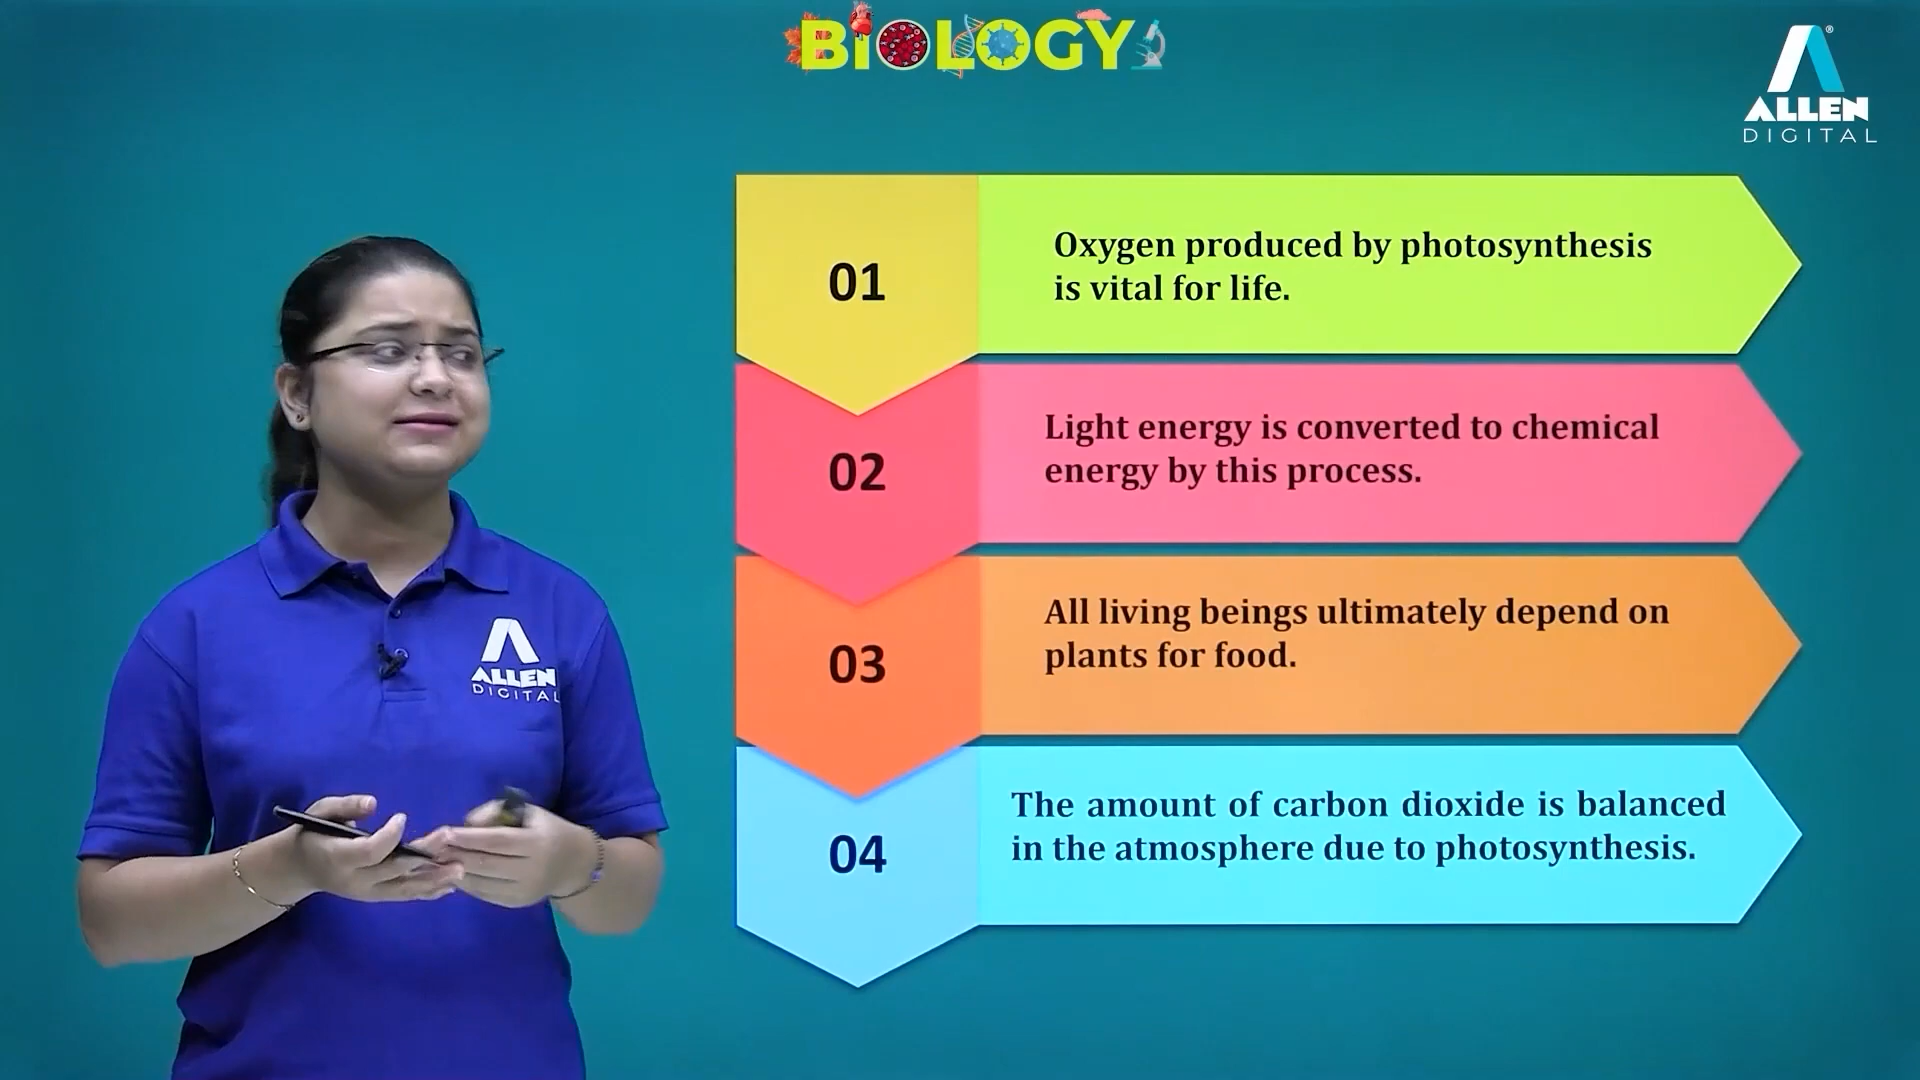 BIOLOGY
ALLEN
DIGITAL
01
Oxygen produced by photosynthesis
is vital for life.
02
Light energy is converted to chemical
energy by this process.
03
All living beings ultimately depend on
plants for food.
04
The amount of carbon dioxide is balanced
in the atmosphere due to photosynthesis.
ALLEN
DIGITAL